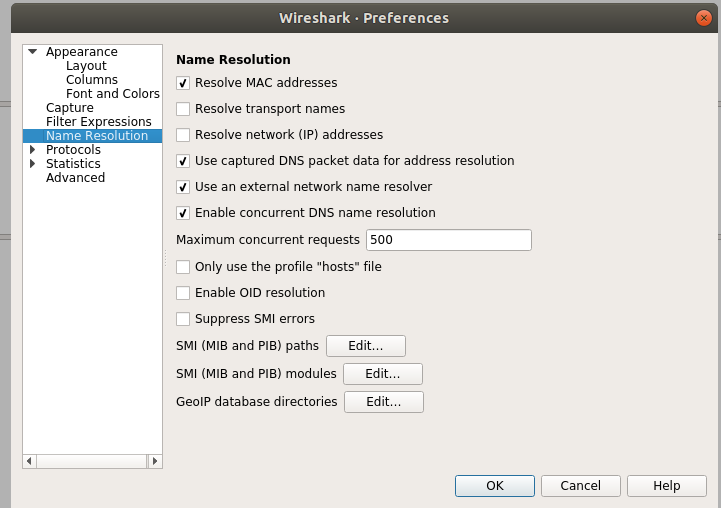 Wireshark · Preferences
Appearance
Layout
Columns
Font and Colors
Capture
Filter Expressions
Name Resolution
Protocols
Statistics
Advanced
Name Resolution
Resolve MAC addresses
Resolve transport names
Resolve network (IP) addresses
Use captured DNS packet data for address resolution
Use an external network name resolver
Enable concurrent DNS name resolution
Maximum concurrent requests 500
Only use the profile "hosts" file
Enable OID resolution
Suppress SMI errors
SMI (MIB and PIB) paths Edit...
SMI (MIB and PIB) modules Edit...
GeoIP database directories Edit...
OK Cancel Help